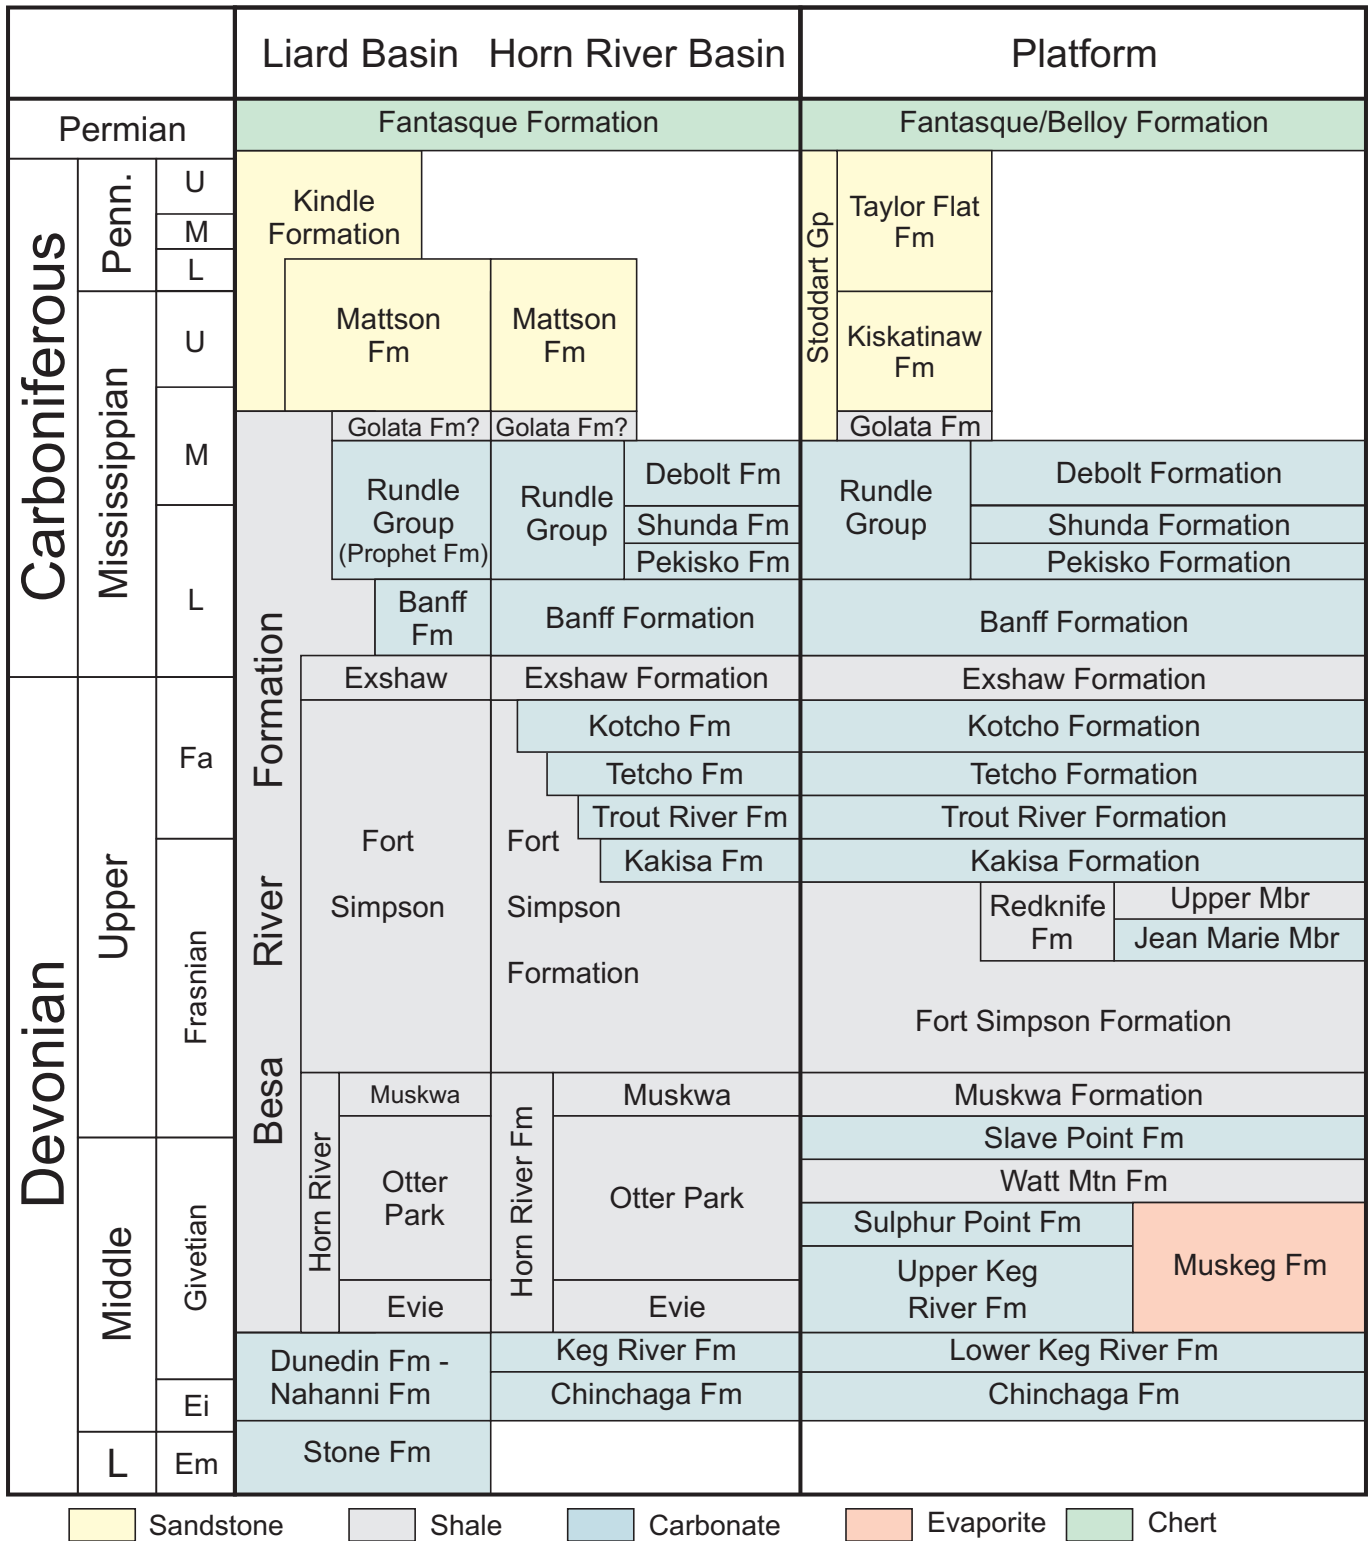 Liard Basin
Horn River Basin
Platform
Permian
Fantasque Formation
Fantasque/Belloy Formation
Carboniferous
Penn.
U
M
L
Mississippian
U
M
L
Kindle
Formation
Mattson
Fm
Mattson
Fm
Stoddart Gp
Taylor Flat
Fm
Kiskatinaw
Fm
Golata Fm?
Golata Fm?
Golata Fm
Rundle
Group
(Prophet Fm)
Rundle
Group
Debolt Fm
Shunda Fm
Pekisko Fm
Rundle
Group
Debolt Formation
Shunda Formation
Pekisko Formation
Banff
Fm
Banff Formation
Banff Formation
Besa River Formation
Exshaw
Exshaw Formation
Exshaw Formation
Devonian
Upper
Fa
Frasnian
Middle
Givetian
Ei
L
Em
Kotcho Fm
Kotcho Formation
Tetcho Fm
Tetcho Formation
Trout River Fm
Trout River Formation
Kakisa Fm
Kakisa Formation
Fort
Simpson
Fort
Simpson
Formation
Redknife
Fm
Upper Mbr
Jean Marie Mbr
Fort Simpson Formation
Horn River
Muskwa
Otter
Park
Evie
Horn River Fm
Muskwa
Otter Park
Evie
Muskwa Formation
Slave Point Fm
Watt Mtn Fm
Sulphur Point Fm
Upper Keg
River Fm
Muskeg Fm
Dunedin Fm -
Nahanni Fm
Keg River Fm
Lower Keg River Fm
Chinchaga Fm
Chinchaga Fm
Stone Fm
Sandstone
Shale
Carbonate
Evaporite
Chert